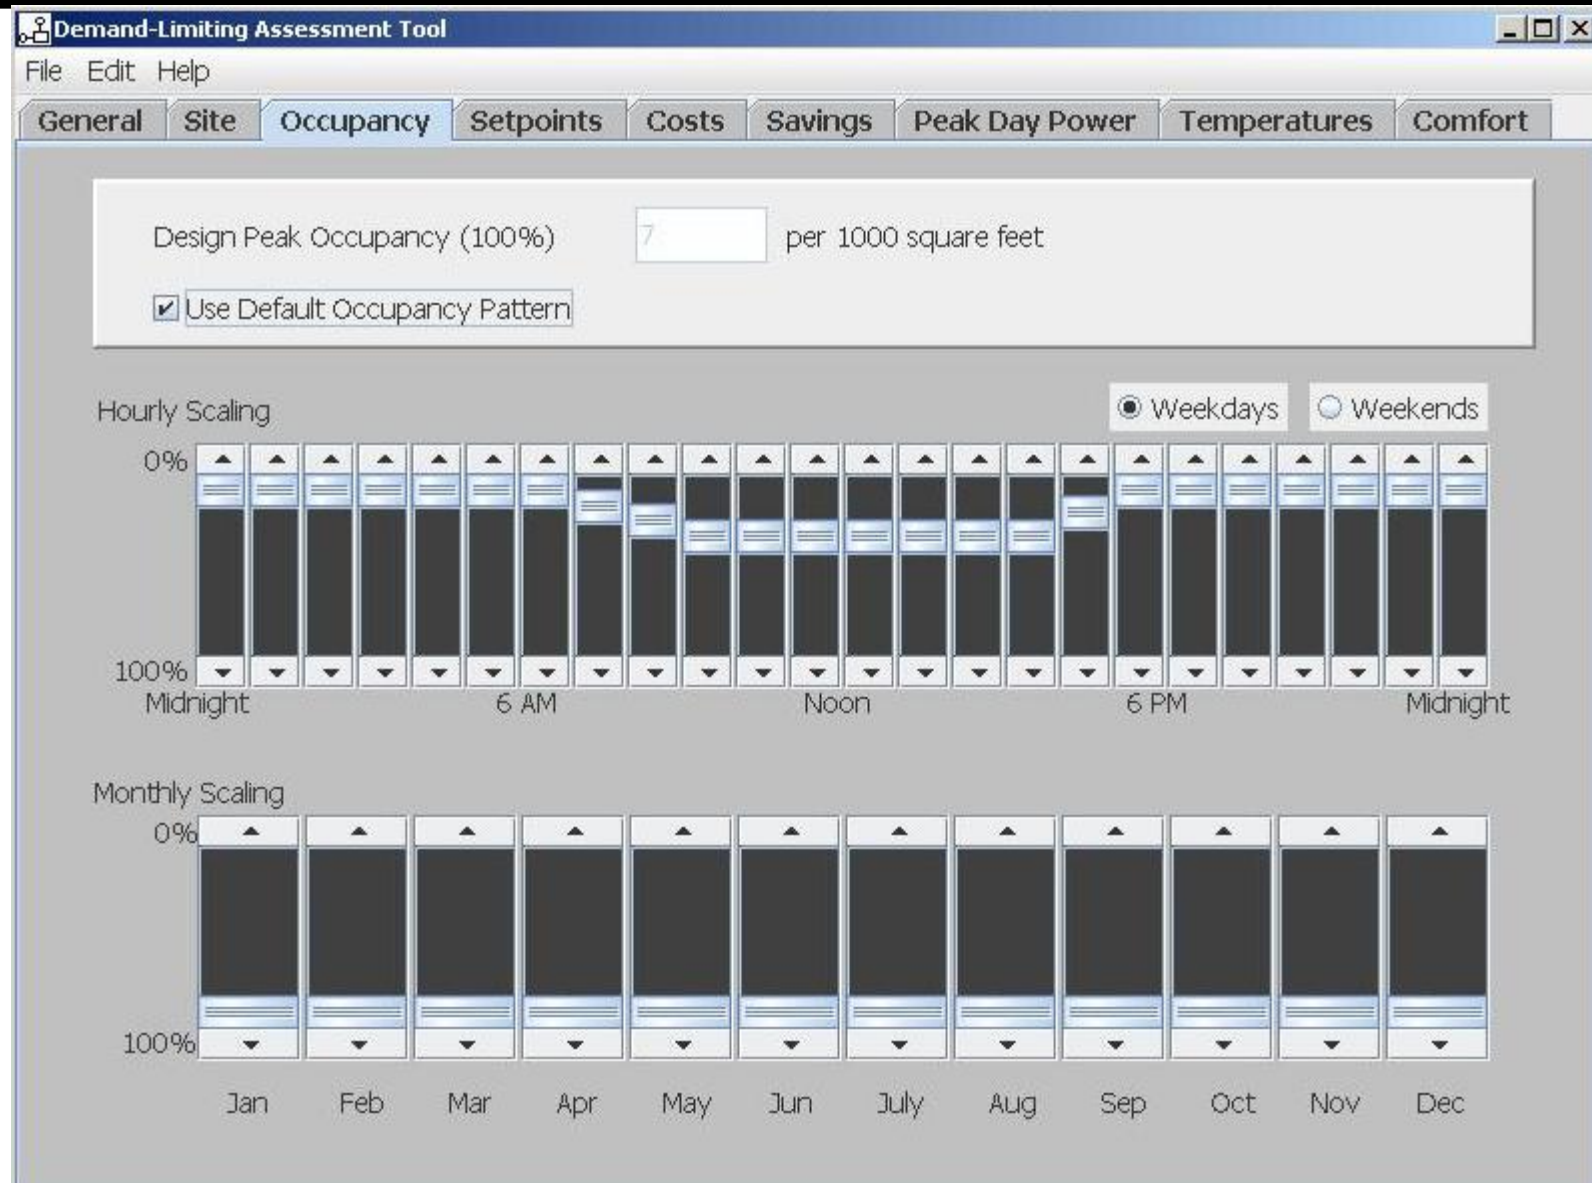 Demand-Limiting Assessment Tool
File Edit Help
General Site Occupancy Setpoints Costs Savings Peak Day Power Temperatures Comfort
Design Peak Occupancy (100%) 7 per 1000 square feet
Use Default Occupancy Pattern
Hourly Scaling Weekdays Weekends
0%
100%
Midnight 6 AM Noon 6 PM Midnight
Monthly Scaling
0%
100%
Jan Feb Mar Apr May Jun July Aug Sep Oct Nov Dec